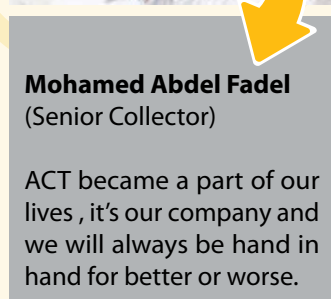 Mohamed Abdel Fadel
(Senior Collector)
ACT became a part of our
lives , it's our company and
we will always be hand in
hand for better or worse.